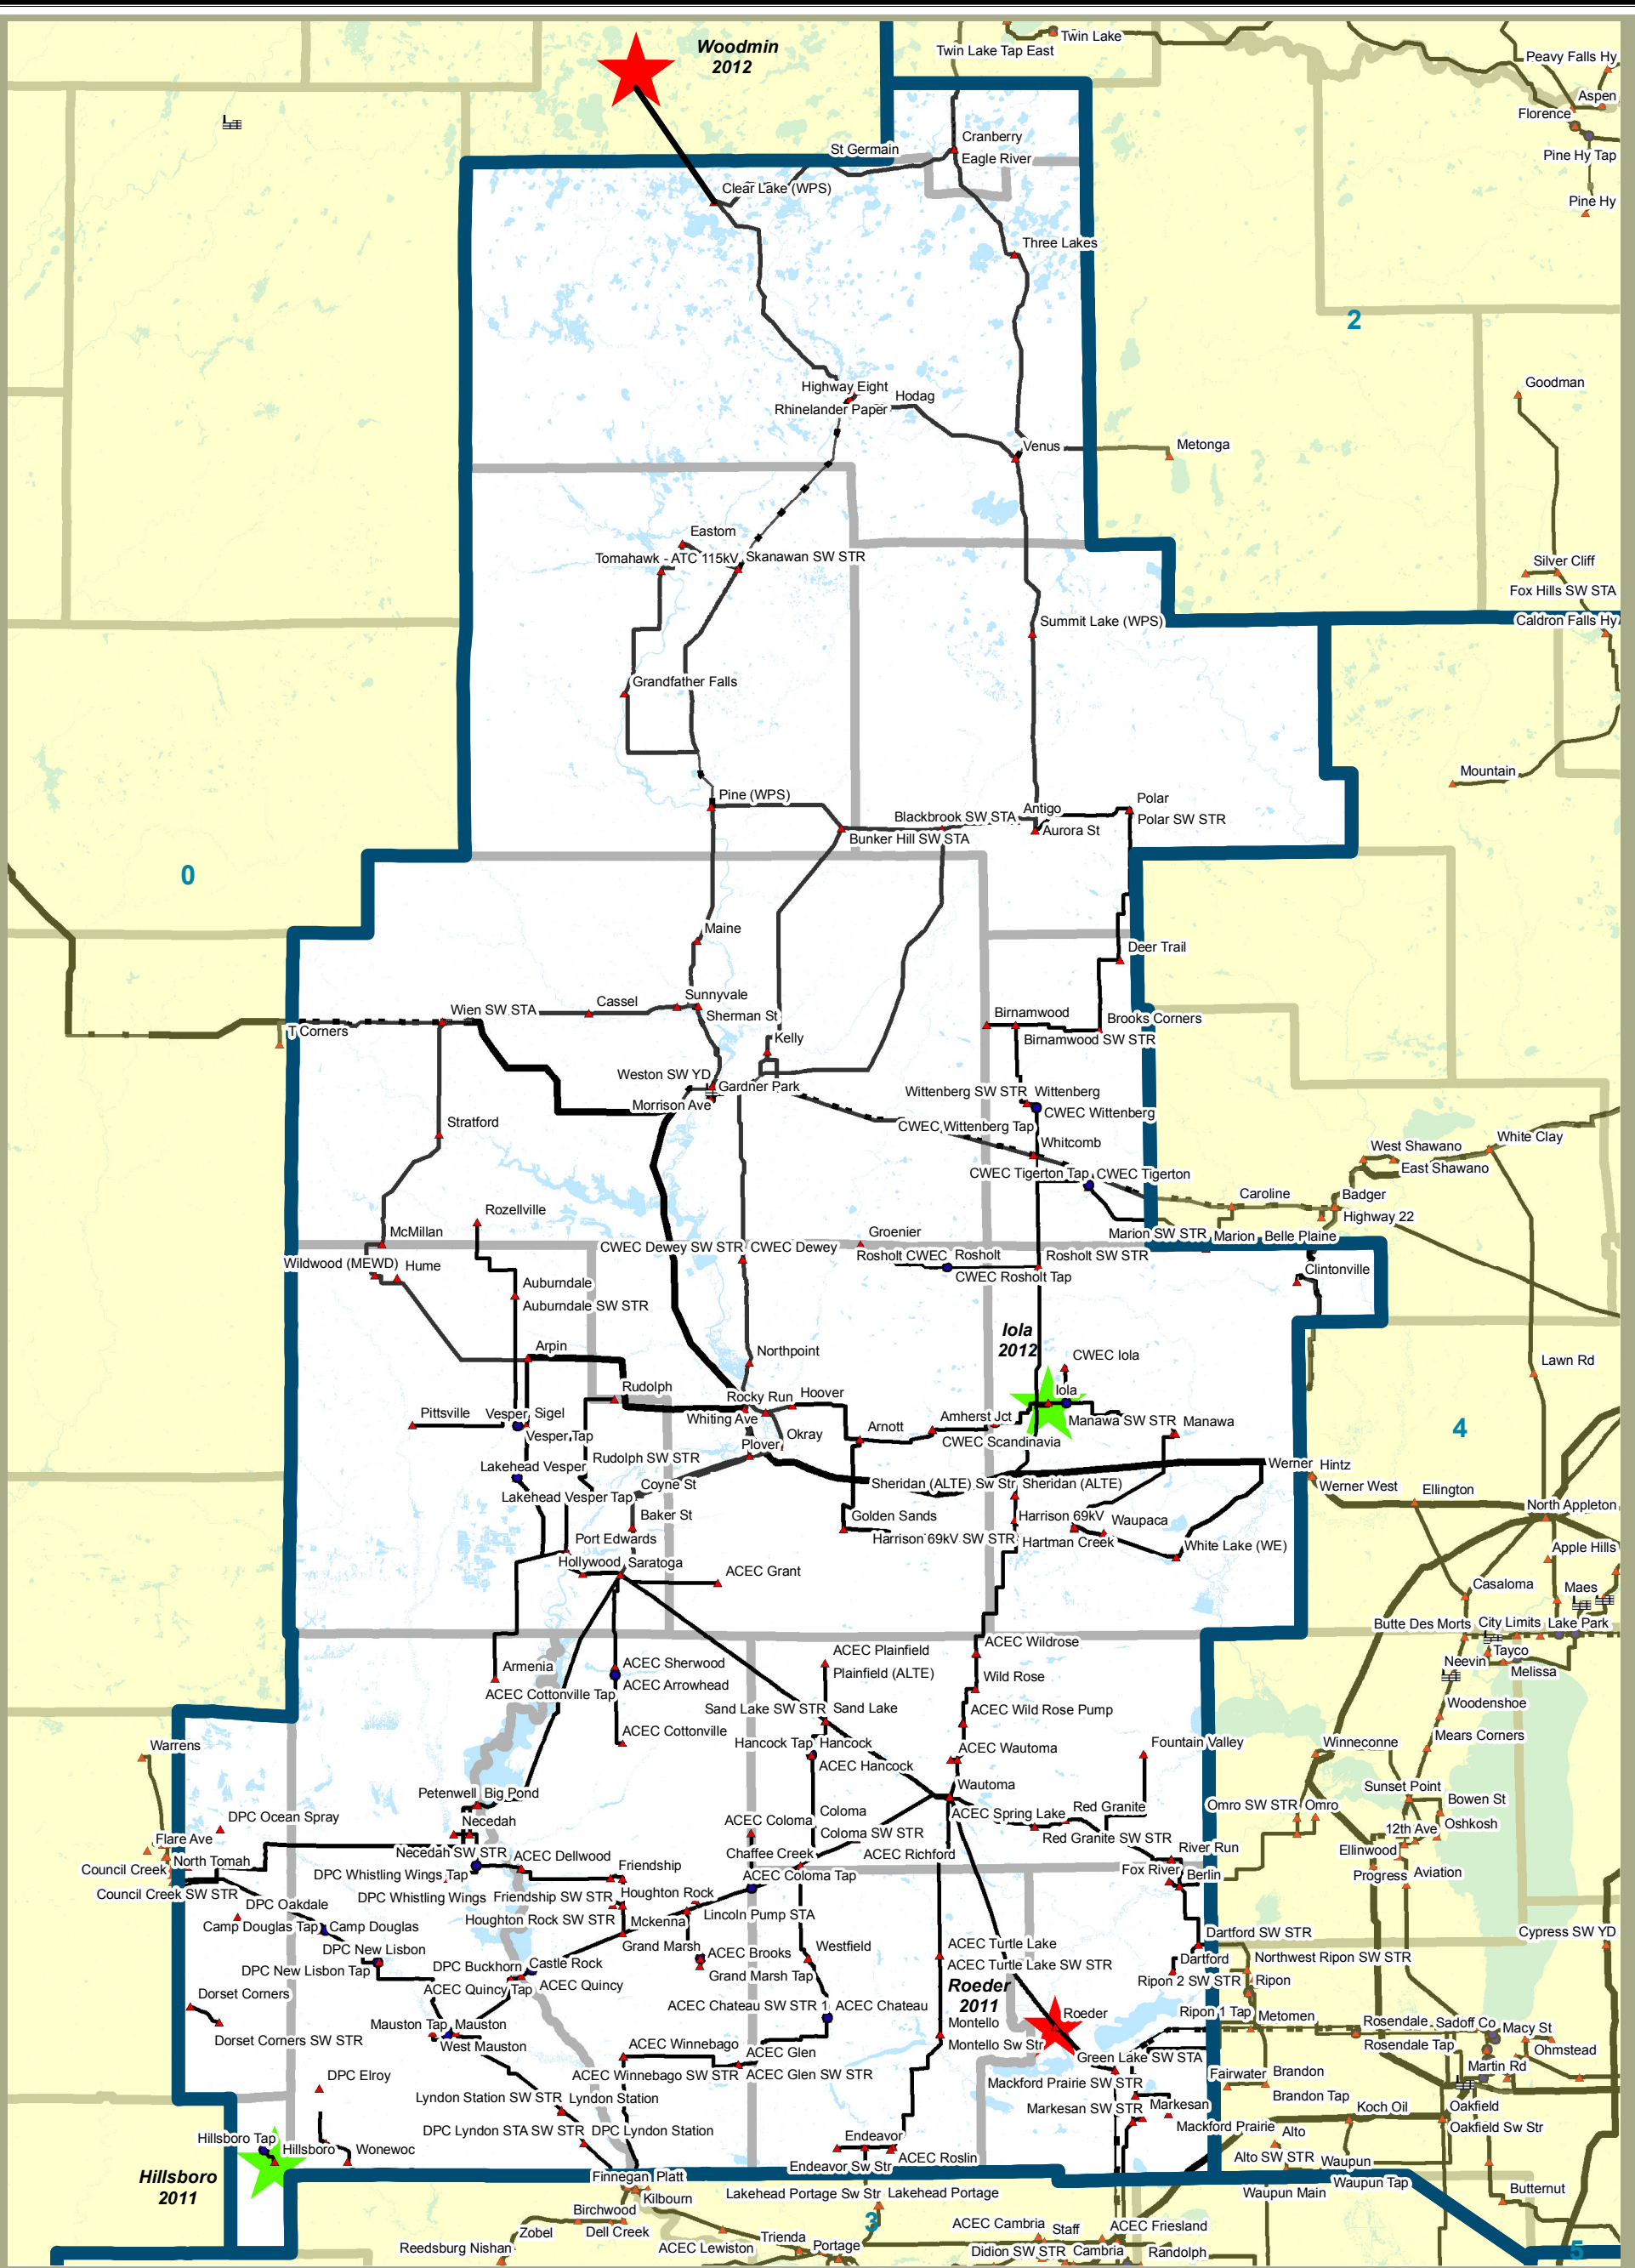 Woodmin
2012
Twin Lake Tap East
Twin Lake
Peavy Falls Hy
Aspen
Florence
Pine Hy Tap
Pine Hy
Cranberry
St Germain
Eagle River
Clear Lake (WPS)
Three Lakes
2
Highway Eight
Hodag
Rhinelander Paper
Goodman
Venus
Metonga
Eastom
Tomahawk - ATC 115kV
Skanawan SW STR
Silver Cliff
Fox Hills SW STA
Caldron Falls Hy
Summit Lake (WPS)
Grandfather Falls
Mountain
Pine (WPS)
Polar
Antigo
Blackbrook SW STA
Polar SW STR
Aurora St
Bunker Hill SW STA
0
Maine
Deer Trail
Sunnyvale
Cassel
Wien SW STA
Sherman St
Birnamwood
Brooks Corners
T Corners
Birnamwood SW STR
Kelly
Weston SW YD
Gardner Park
Morrison Ave
Wittenberg SW STR
Wittenberg
CWEC Wittenberg
CWEC Wittenberg Tap
Stratford
Whitcomb
West Shawano
White Clay
East Shawano
CWEC Tigerton Tap
CWEC Tigerton
Caroline
Badger
Highway 22
Rozellville
McMillan
Groenier
Marion SW STR
Marion
Belle Plaine
CWEC Dewey SW STR
CWEC Dewey
Rosholt CWEC
Rosholt
Rosholt SW STR
Wildwood (MEWD)
Hume
CWEC Rosholt Tap
Clintonville
Auburndale
Auburndale SW STR
Iola
2012
Arpin
Northpoint
CWEC Iola
Lawn Rd
Rudolph
Rocky Run
Hoover
Iola
Pittsville
Vesper
Sigel
Whiting Ave
Amherst Jct
Manawa SW STR
Manawa
Vesper Tap
Arnott
Okray
Plover
CWEC Scandinavia
4
Rudolph SW STR
Lakehead Vesper
Werner
Hintz
Coyne St
Sheridan (ALTE) Sw Str
Sheridan (ALTE)
Werner West
Ellington
Lakehead Vesper Tap
Baker St
Golden Sands
Harrison 69kV
Waupaca
North Appleton
Port Edwards
Harrison 69kV SW STR
Hartman Creek
White Lake (WE)
Apple Hills
Hollywood
Saratoga
ACEC Grant
Casaloma
Maes
Butte Des Morts
City Limits
Lake Park
ACEC Plainfield
ACEC Wildrose
Tayco
Armenia
ACEC Sherwood
Plainfield (ALTE)
Wild Rose
Neevin
Melissa
ACEC Arrowhead
ACEC Cottonville Tap
Woodenshoe
Sand Lake SW STR
Sand Lake
ACEC Wild Rose Pump
ACEC Cottonville
Mears Corners
Warrens
Hancock Tap
Hancock
Fountain Valley
Winneconne
ACEC Hancock
ACEC Wautoma
Wautoma
Sunset Point
Petenwell
Big Pond
Bowen St
DPC Ocean Spray
Necedah
ACEC Coloma
Coloma
ACEC Spring Lake
Red Granite
Omro SW STR
Omro
Oshkosh
12th Ave
Flare Ave
Coloma SW STR
Red Granite SW STR
River Run
Necedah SW STR
ACEC Dellwood
Chaffee Creek
ACEC Richford
Ellinwood
Council Creek
North Tomah
Friendship
Fox River
Berlin
Progress
Aviation
DPC Whistling Wings Tap
ACEC Coloma Tap
Council Creek SW STR
DPC Whistling Wings
Friendship SW STR
Houghton Rock
DPC Oakdale
Lincoln Pump STA
Camp Douglas Tap
Camp Douglas
Houghton Rock SW STR
Mckenna
Dartford SW STR
Cypress SW YD
DPC New Lisbon
Grand Marsh
ACEC Brooks
Westfield
ACEC Turtle Lake
Dartford
Northwest Ripon SW STR
DPC New Lisbon Tap
DPC Buckhorn
Castle Rock
Grand Marsh Tap
ACEC Turtle Lake SW STR
Ripon 2 SW STR
Ripon
ACEC Quincy Tap
ACEC Quincy
Roeder
2011
Dorset Corners
ACEC Chateau SW STR 1
ACEC Chateau
Roeder
Ripon 1 Tap
Metomen
Mauston Tap
Mauston
Montello
Rosendale
Sadoff Co
Macy St
Dorset Corners SW STR
West Mauston
ACEC Winnebago
ACEC Glen
Montello Sw Str
Rosendale Tap
Ohmstead
Green Lake SW STA
Martin Rd
DPC Elroy
ACEC Winnebago SW STR
ACEC Glen SW STR
Mackford Prairie SW STR
Fairwater
Brandon
Lyndon Station SW STR
Lyndon Station
Markesan SW STR
Markesan
Brandon Tap
Koch Oil
Oakfield
DPC Lyndon STA SW STR
DPC Lyndon Station
Mackford Prairie
Alto
Oakfield Sw Str
Hillsboro Tap
Hillsboro
Wonewoc
Endeavor
ACEC Roslin
Alto SW STR
Waupun
Endeavor Sw Str
Hillsboro
2011
Finnegan
Platt
Waupun Tap
Waupun Main
Kilbourn
Lakehead Portage Sw Str
Lakehead Portage
Butternut
Birchwood
Zobel
Dell Creek
3
ACEC Cambria
Staff
ACEC Friesland
Reedsburg Nishan
ACEC Lewiston
Trienda
Portage
Didion SW STR
Cambria
Randolph
5